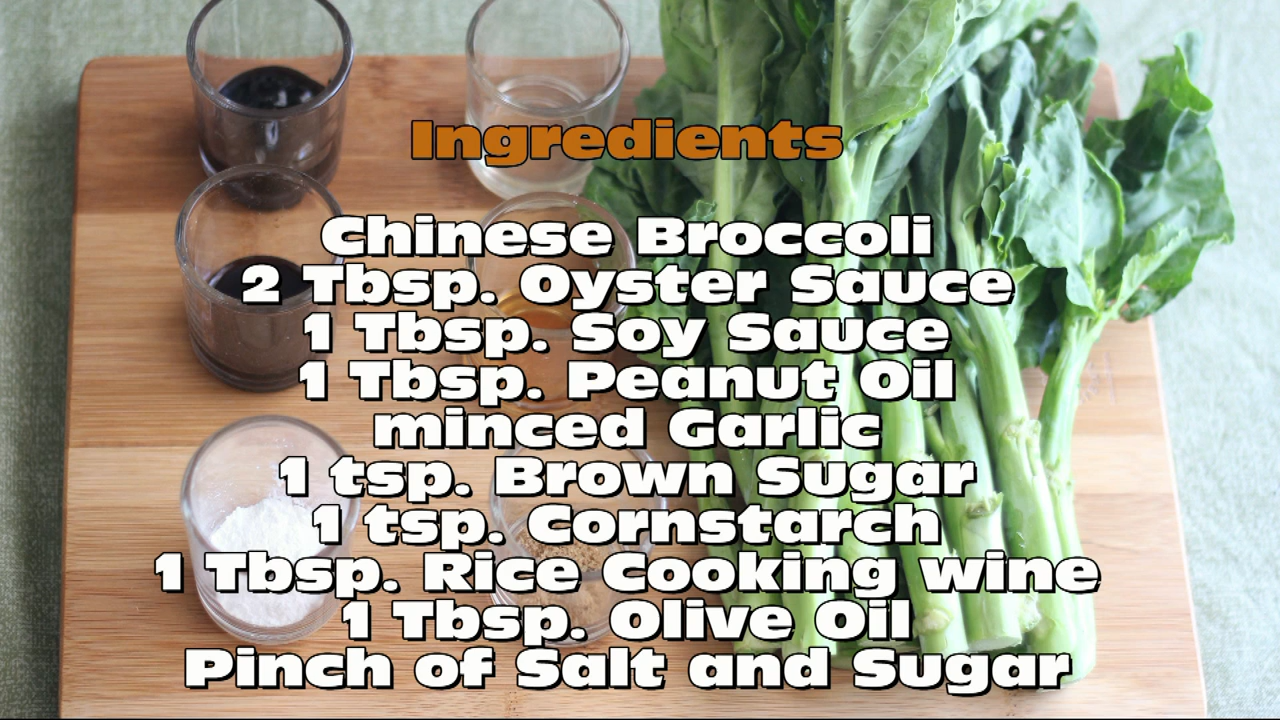 Ingredients
Chinese Broccoli
2 Tbsp. Oyster Sauce
1 Tbsp. Soy Sauce
1 Tbsp. Peanut Oil
minced Garlic
1 tsp. Brown Sugar
1 tsp. Cornstarch
1 Tbsp. Rice Cooking wine
1 Tbsp. Olive Oil
Pinch of Salt and Sugar